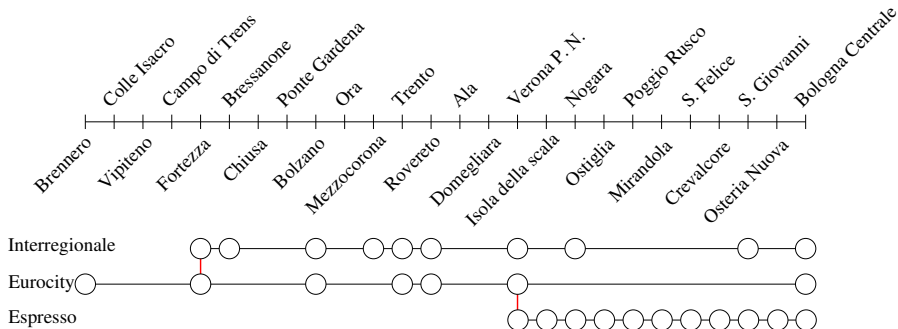 Brennero
Colle Isacro
Vipiteno
Campo di Trens
Fortezza
Bressanone
Chiusa
Ponte Gardena
Bolzano
Ora
Mezzocorona
Trento
Rovereto
Ala
Domegliara
Verona P. N.
Isola della scala
Nogara
Ostiglia
Poggio Rusco
Mirandola
S. Felice
Crevalcore
S. Giovanni
Osteria Nuova
Bologna Centrale
Interregionale
Eurocity
Espresso